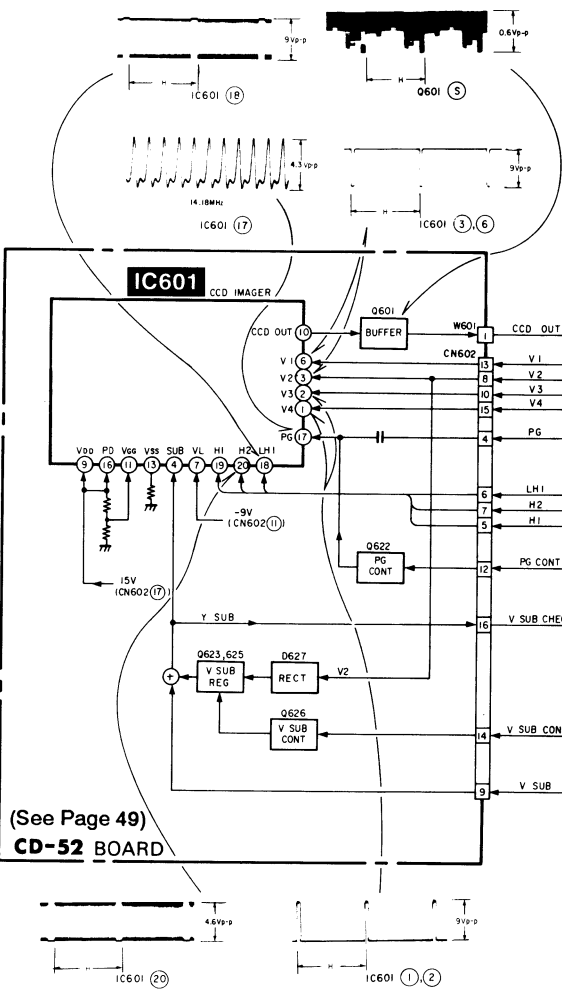 9Vp-p
0.6Vp-p
H
H
IC601 18
Q601 S
4.3Vp-p
9Vp-p
14.18MHz
H
IC601 17
IC601 3,6
IC601 CCD IMAGER
Q601
CCD OUT 10
BUFFER
W601
1
CCD OUT
CN602
V1 6
13
V1
V2 3
8
V2
V3 2
10
V3
V4 1
15
V4
PG 17
4
PG
VDD PD VGG VSS SUB VL H1 H2 LH1
9 16 11 13 4 7 19 20 18
6
LH1
7
H2
5
H1
-9V
(CN602 11)
Q622
PG
CONT
12
PG CONT
15V
(CN602 17)
Y SUB
16
V SUB CHE
Q623,625
V SUB
REG
D627
RECT
V2
+
Q626
V SUB
CONT
14
V SUB CON
9
V SUB
(See Page 49)
CD-52 BOARD
4.6Vp-p
9Vp-p
H
H
IC601 20
IC601 1,2